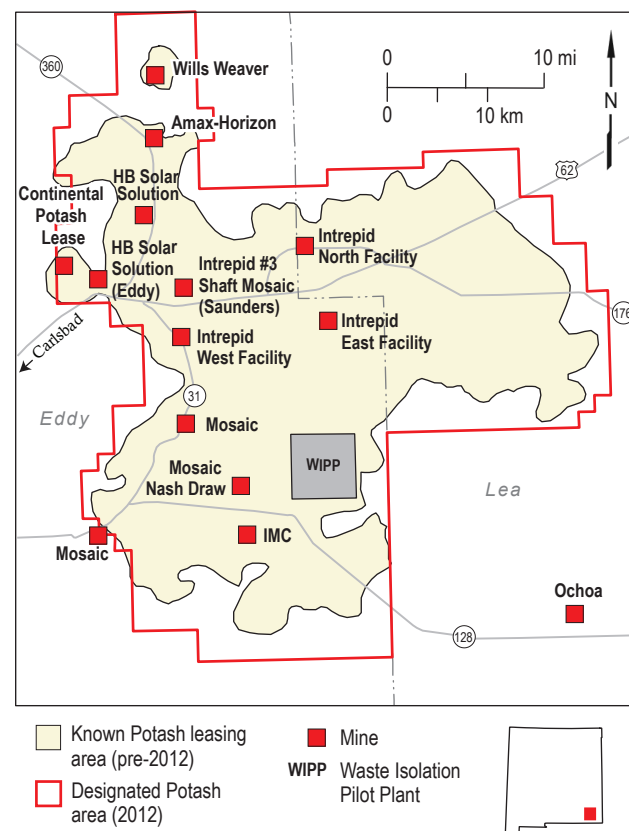 360
Wills Weaver
0 10 mi
0 10 km
N
Amax-Horizon
62
HB Solar
Solution
Continental
Potash
Lease
HB Solar
Solution
(Eddy)
Intrepid #3
Shaft Mosaic
(Saunders)
Intrepid
North Facility
176
Intrepid
West Facility
Intrepid
East Facility
Carlsbad
31
Eddy
Mosaic
WIPP
Mosaic
Nash Draw
Lea
Mosaic
IMC
Ochoa
128
Known Potash leasing
area (pre-2012)
Designated Potash
area (2012)
Mine
WIPP Waste Isolation
Pilot Plant